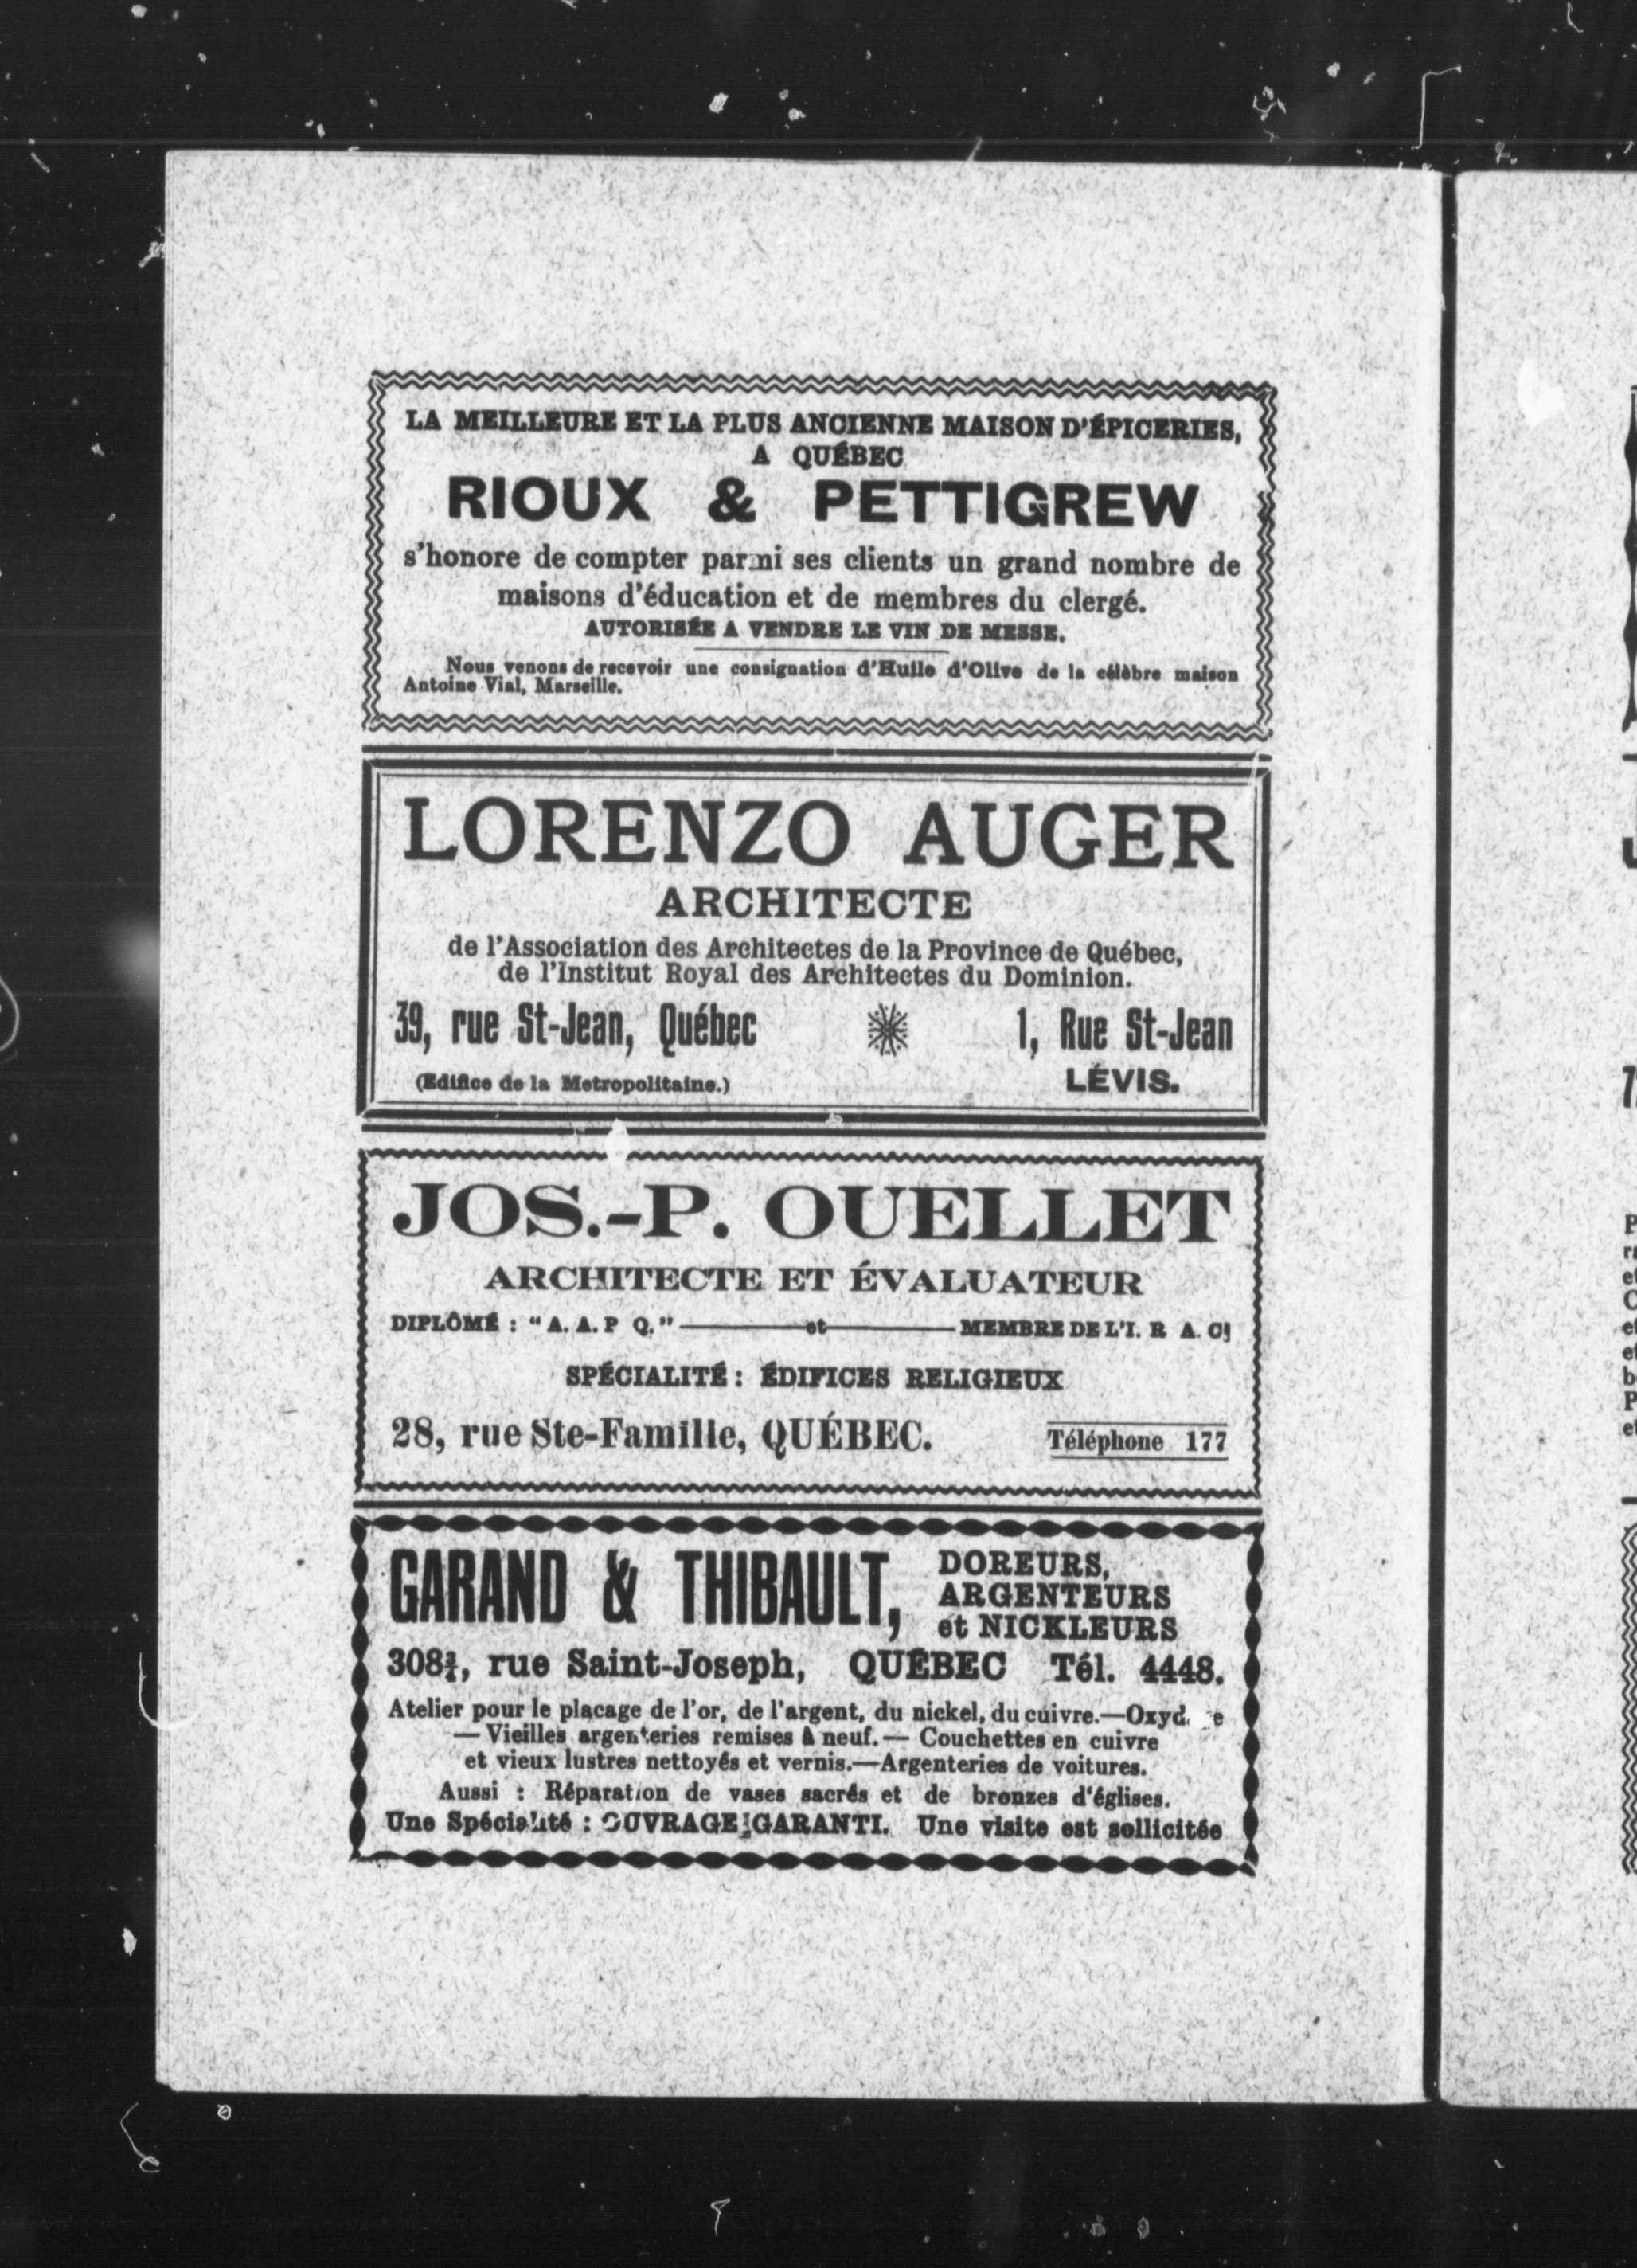 LA MEILLEURE ET LA PLUS ANCIENNE MAISON D'ÉPICERIES,
A QUÉBEC
RIOUX & PETTIGREW
s'honore de compter parmi ses clients un grand nombre de
maisons d'éducation et de membres du clergé.
AUTORISÉE A VENDRE LE VIN DE MESSE.
Nous venons de recevoir une consignation d'Huile d'Olive de la célèbre maison
Antoine Vial, Marseille.
LORENZO AUGER
ARCHITECTE
de l'Association des Architectes de la Province de Québec,
de l'Institut Royal des Architectes du Dominion.
39, rue St-Jean, Québec 1, Rue St-Jean
(Edifice de la Metropolitaine.) LÉVIS.
JOS.-P. OUELLET
ARCHITECTE ET ÉVALUATEUR
DIPLÔMÉ : "A. A. P Q." — et — MEMBRE DE L'I. R A. C
SPÉCIALITÉ : ÉDIFICES RELIGIEUX
28, rue Ste-Famille, QUÉBEC. Téléphone 177
GARAND & THIBAULT, DOREURS,
ARGENTEURS
et NICKLEURS
308¾, rue Saint-Joseph, QUÉBEC Tél. 4448.
Atelier pour le placage de l'or, de l'argent, du nickel, du cuivre.—
— Vieilles argenteries remises à neuf. — Couchettes en cuivre
et vieux lustres nettoyés et vernis.—Argenteries de voitures.
Aussi : Réparation de vases sacrés et de bronzes d'églises.
Une Spécialité : OUVRAGE GARANTI. Une visite est sollicitée